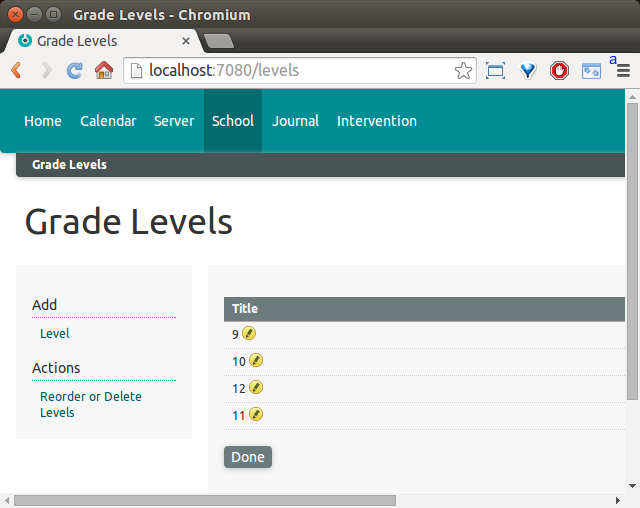 Grade Levels - Chromium
Grade Levels
localhost:7080/levels
a
Home Calendar Server School Journal Intervention
Grade Levels
Grade Levels
Add
Level
Actions
Reorder or Delete
Levels
Title
9
10
12
11
Done